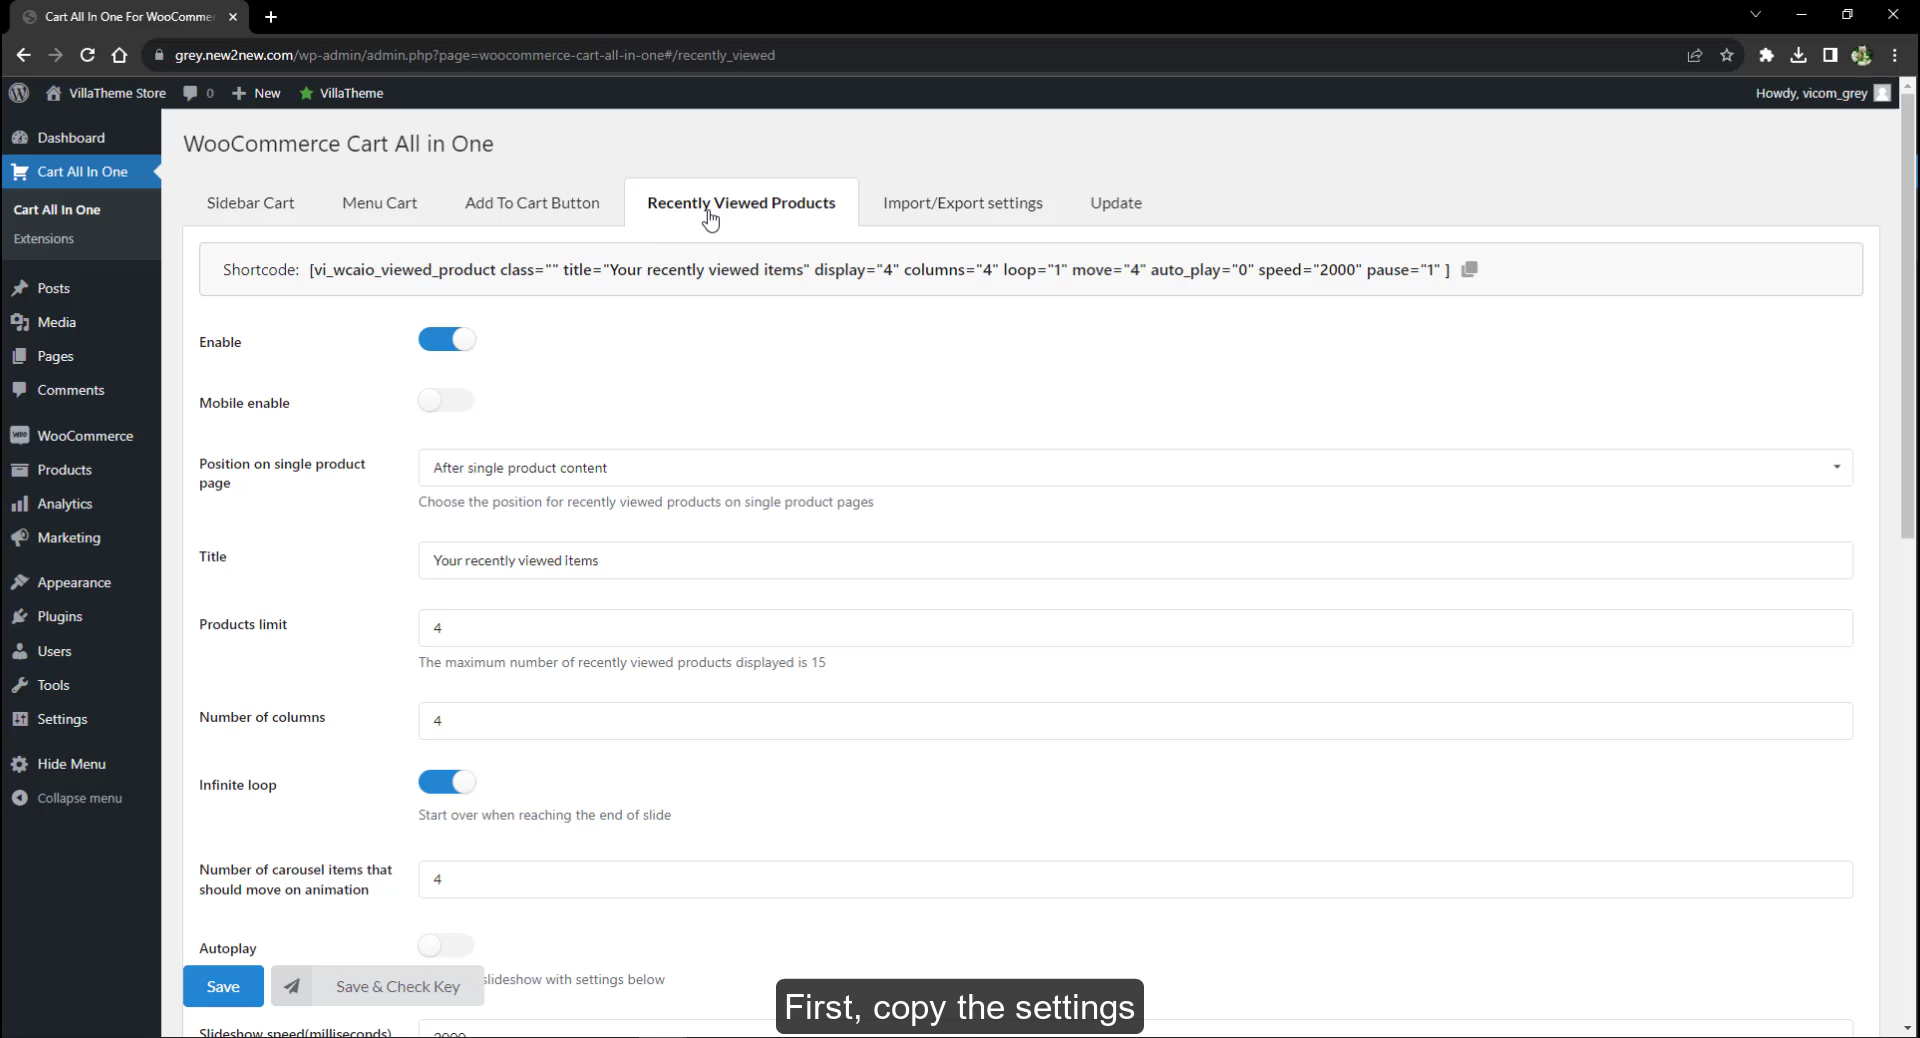 Cart All In One For WooComme
grey.new2new.com/wp-admin/admin.php?page=woocommerce-cart-all-in-one#/recently_viewed
VillaTheme Store 0 New VillaTheme Howdy, vicom_grey
Dashboard
Cart All In One
Cart All In One
Extensions
Posts
Media
Pages
Comments
WooCommerce
Products
Analytics
Marketing
Appearance
Plugins
Users
Tools
Settings
Hide Menu
Collapse menu
WooCommerce Cart All in One
Sidebar Cart Menu Cart Add To Cart Button Recently Viewed Products Import/Export settings Update
Shortcode: [vi_wcaio_viewed_product class="" title="Your recently viewed items" display="4" columns="4" loop="1" move="4" auto_play="0" speed="2000" pause="1" ]
Enable
Mobile enable
Position on single product
page
After single product content
Choose the position for recently viewed products on single product pages
Title
Your recently viewed items
Products limit
4
The maximum number of recently viewed products displayed is 15
Number of columns
4
Infinite loop
Start over when reaching the end of slide
Number of carousel items that
should move on animation
4
Autoplay
slideshow with settings below
Save Save & Check Key
Slideshow speed(milliseconds)
2000
First, copy the settings